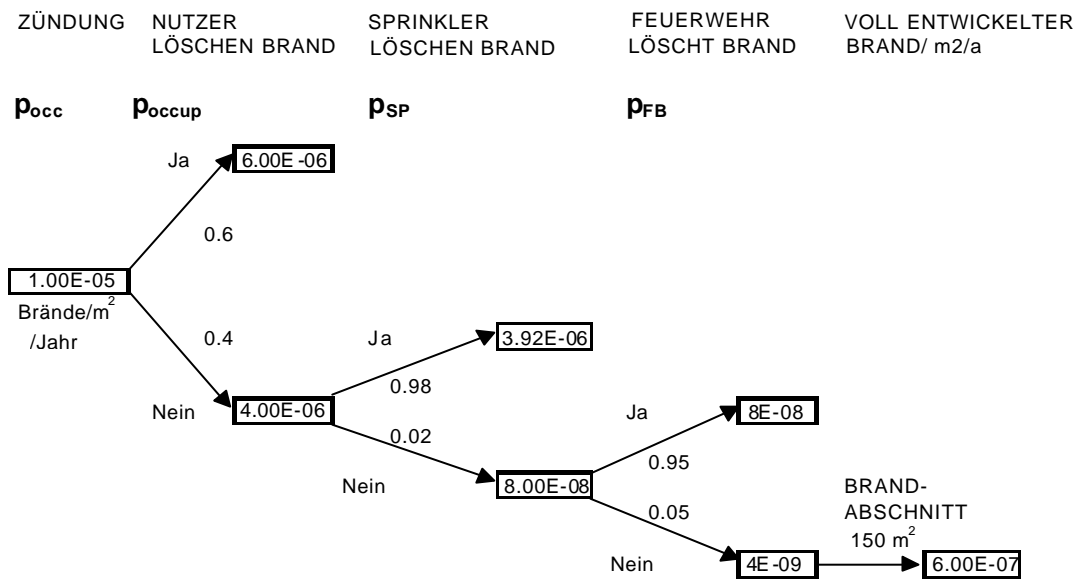 ZÜNDUNG
NUTZER
LÖSCHEN BRAND
SPRINKLER
LÖSCHEN BRAND
FEUERWEHR
LÖSCHT BRAND
VOLL ENTWICKELTER
BRAND/ m2/a
pocc
poccup
pSP
pFB
Ja
6.00E-06
0.6
1.00E-05
Brände/m2
/Jahr
0.4
Ja
3.92E-06
0.98
Nein
4.00E-06
0.02
Ja
8E-08
0.95
Nein
8.00E-08
0.05
BRAND-
ABSCHNITT
150 m2
Nein
4E-09
6.00E-07